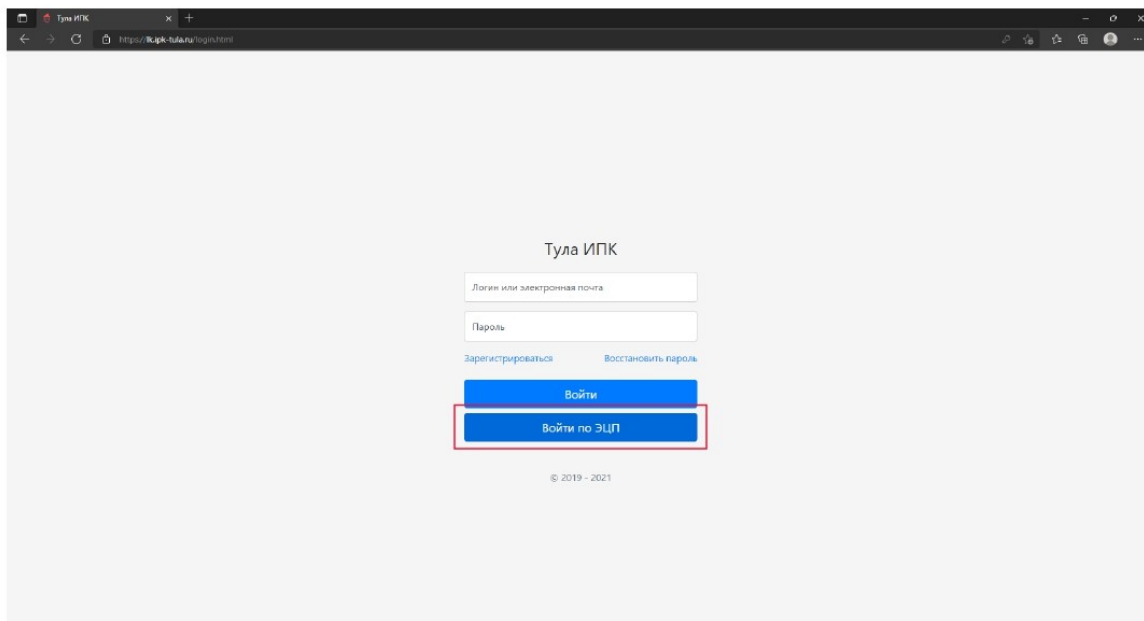 Тула ИПК
https://lk.ipk-tula.ru/login.html
Тула ИПК
Логин или электронная почта
Пароль
Зарегистрироваться Восстановить пароль
Войти
Войти по ЭЦП
© 2019 - 2021